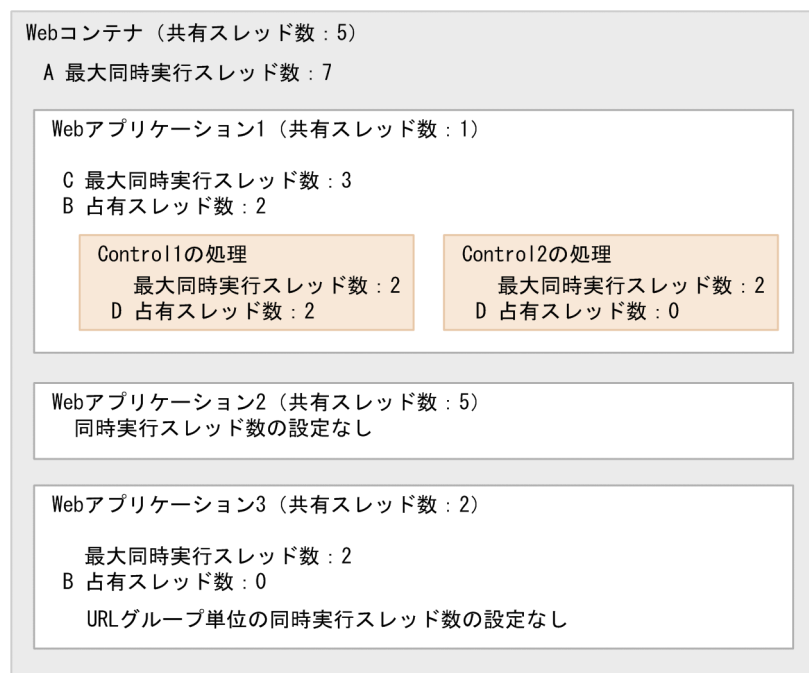 Webコンテナ（共有スレッド数：5）
A 最大同時実行スレッド数：7
Webアプリケーション1（共有スレッド数：1）
C 最大同時実行スレッド数：3
B 占有スレッド数：2
Control1の処理
最大同時実行スレッド数：2
D 占有スレッド数：2
Control2の処理
最大同時実行スレッド数：2
D 占有スレッド数：0
Webアプリケーション2（共有スレッド数：5）
同時実行スレッド数の設定なし
Webアプリケーション3（共有スレッド数：2）
最大同時実行スレッド数：2
B 占有スレッド数：0
URLグループ単位の同時実行スレッド数の設定なし